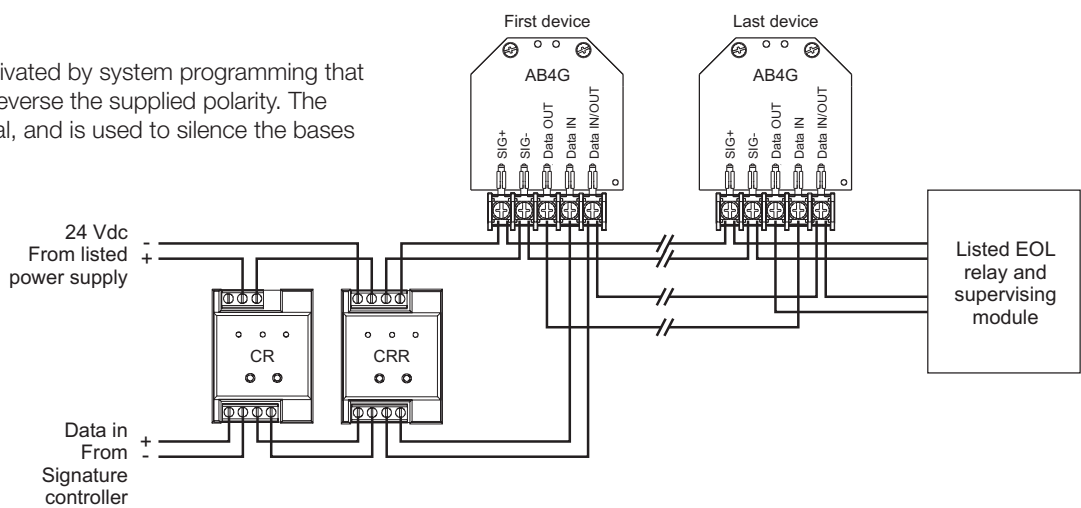 First device
Last device
ivated by system programming that
everse the supplied polarity. The
al, and is used to silence the bases
AB4G
SIG+
SIG-
Data OUT
Data IN
Data IN/OUT
AB4G
SIG+
SIG-
Data OUT
Data IN
Data IN/OUT
24 Vdc -
From listed +
power supply
Listed EOL
relay and
supervising
module
CR
CRR
Data in +
From -
Signature
controller